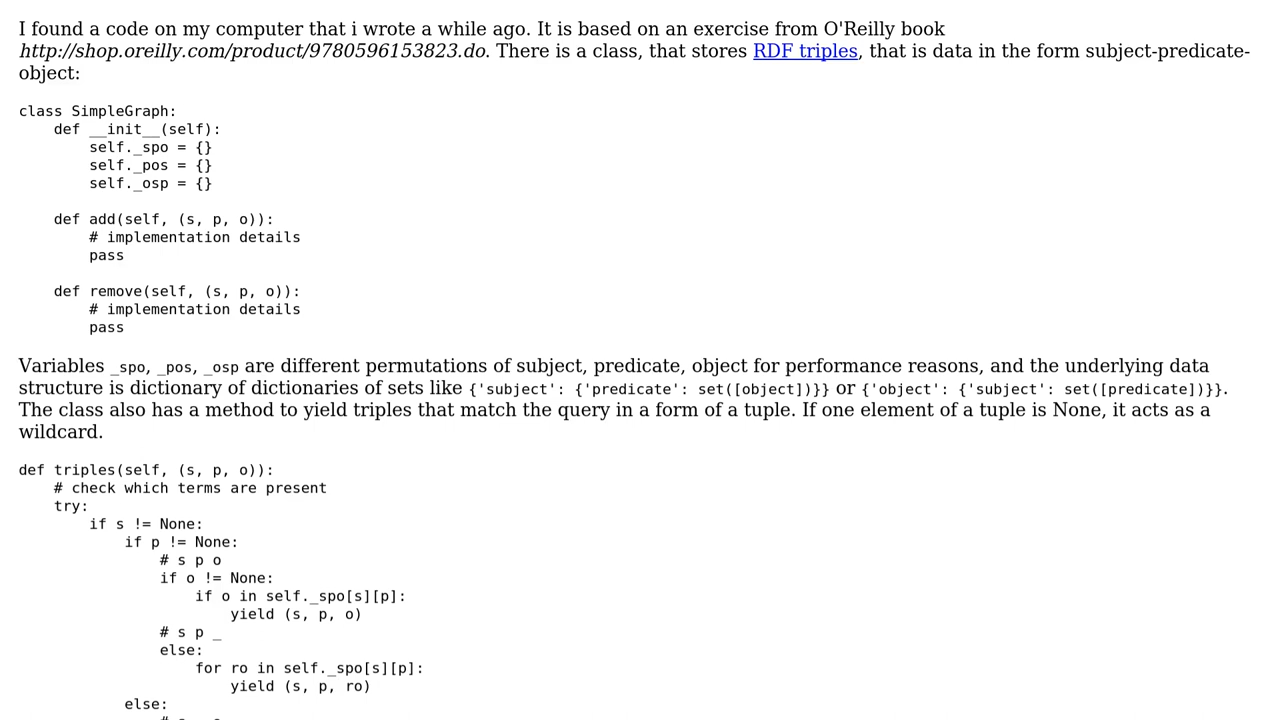 I found a code on my computer that i wrote a while ago. It is based on an exercise from O'Reilly book
http://shop.oreilly.com/product/9780596153823.do. There is a class, that stores RDF triples, that is data in the form subject-predicate-
object:
class SimpleGraph:
    def __init__(self):
        self._spo = {}
        self._pos = {}
        self._osp = {}

    def add(self, (s, p, o)):
        # implementation details
        pass

    def remove(self, (s, p, o)):
        # implementation details
        pass
Variables _spo, _pos, _osp are different permutations of subject, predicate, object for performance reasons, and the underlying data
structure is dictionary of dictionaries of sets like {'subject': {'predicate': set([object])}} or {'object': {'subject': set([predicate])}}.
The class also has a method to yield triples that match the query in a form of a tuple. If one element of a tuple is None, it acts as a
wildcard.
def triples(self, (s, p, o)):
    # check which terms are present
    try:
        if s != None:
            if p != None:
                # s p o
                if o != None:
                    if o in self._spo[s][p]:
                        yield (s, p, o)
                # s p _
                else:
                    for ro in self._spo[s][p]:
                        yield (s, p, ro)
            else: